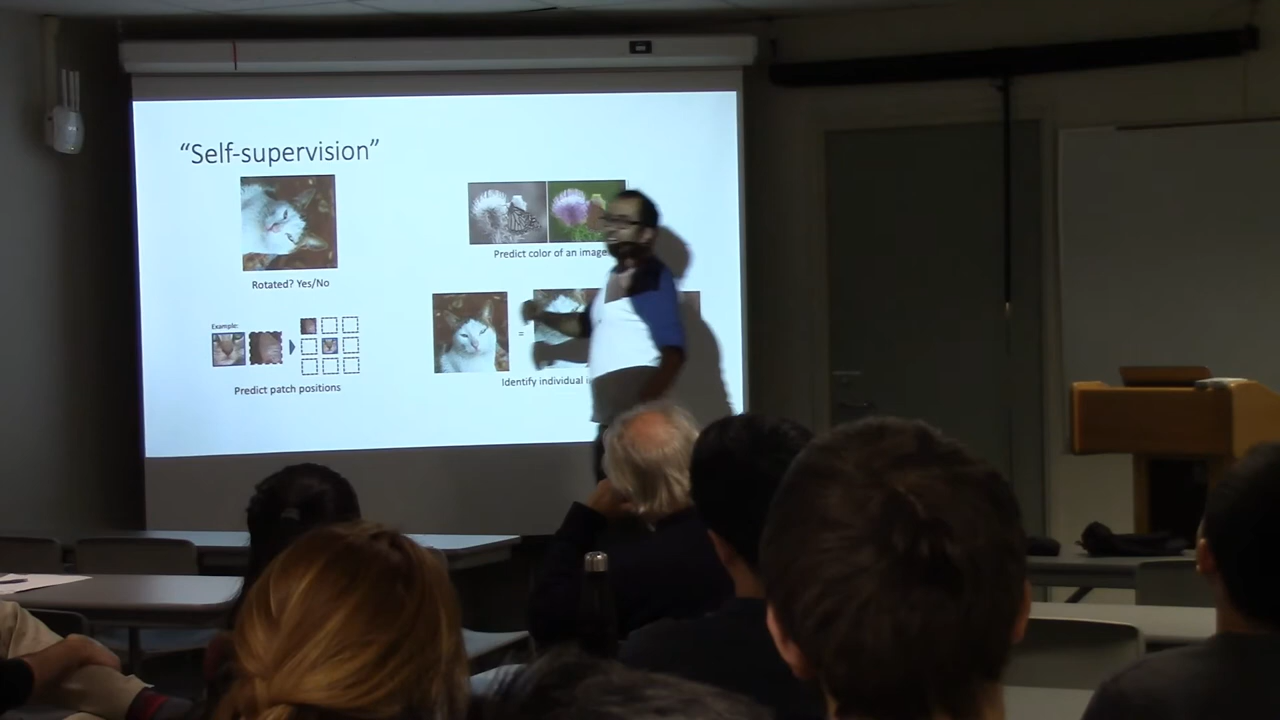 “Self-supervision”
Rotated? Yes/No
Predict color of an image
Example:
=
Predict patch positions
Identify individual